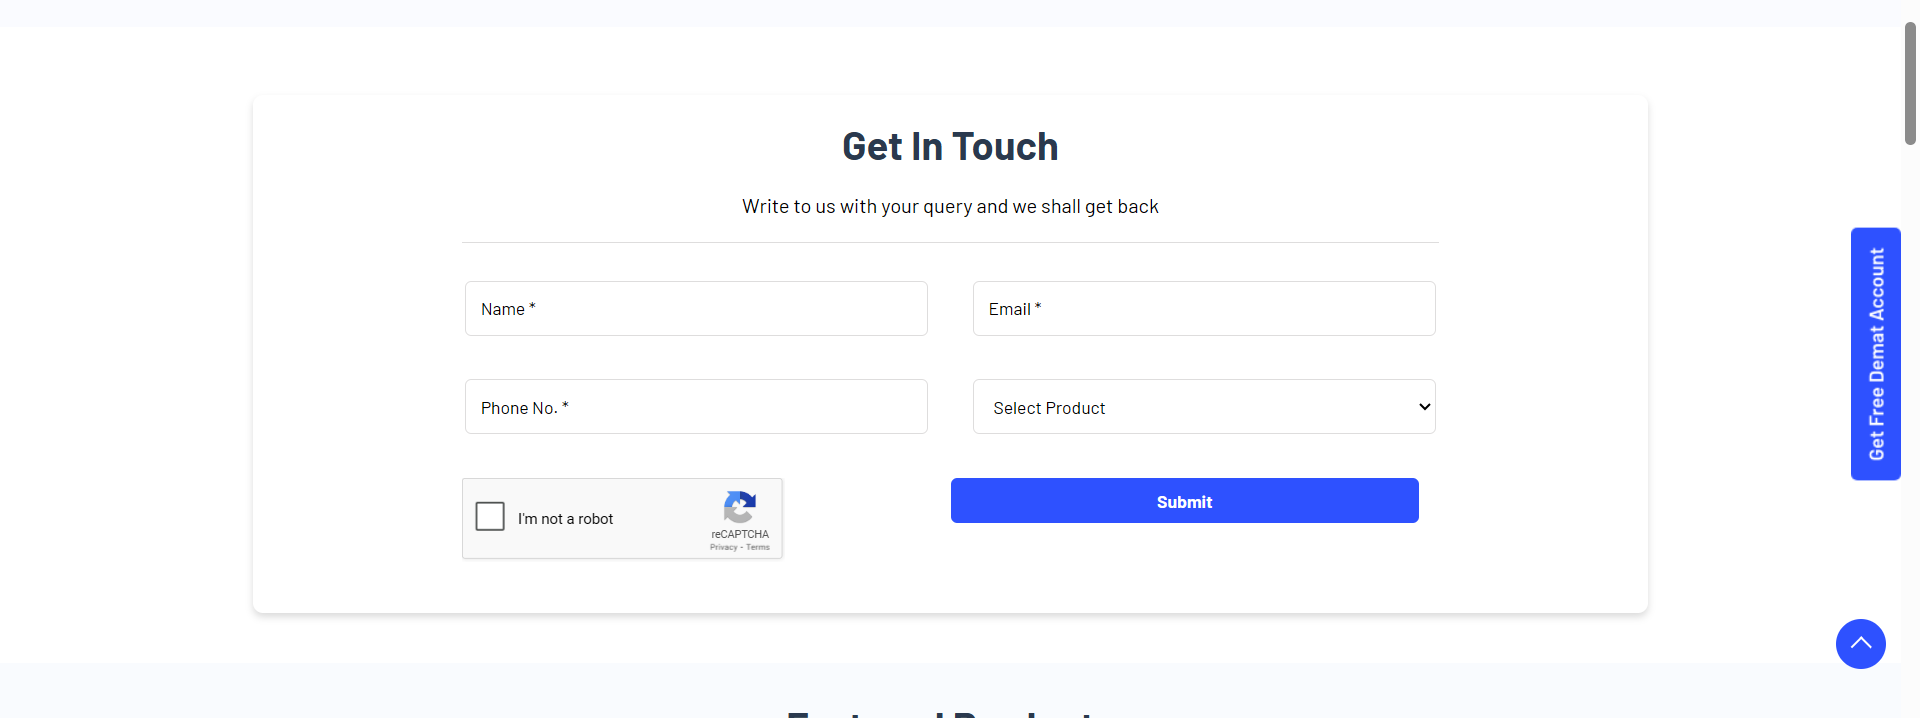 Get In Touch
Write to us with your query and we shall get back
Name *
Email *
Phone No. *
Select Product
I'm not a robot
reCAPTCHA
Privacy - Terms
Submit
Get Free Demat Account